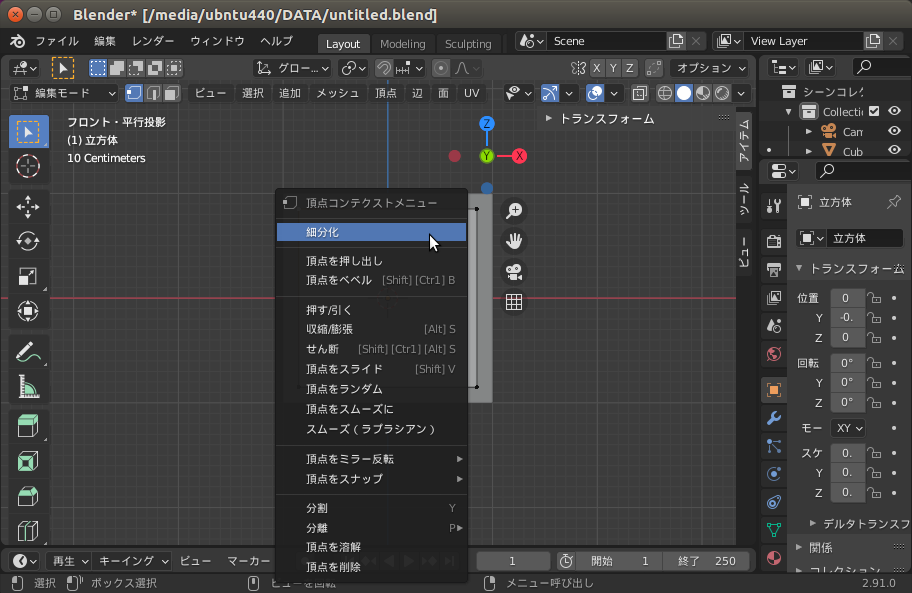 Blender* [/media/ubntu440/DATA/untitled.blend]
ファイル 編集 レンダー ウィンドウ ヘルプ Layout Modeling Sculpting Scene View Layer
グロー... X Y Z オプション
編集モード ビュー 選択 追加 メッシュ 頂点 辺 面 UV
フロント・平行投影
(1) 立方体
10 Centimeters
Z
Y X
トランスフォーム
アイテム
ツール
ビュー
頂点コンテクストメニュー
細分化
頂点を押し出し
頂点をベベル [Shift] [Ctrl] B
押す/引く
収縮/膨張 [Alt] S
せん断 [Shift] [Ctrl] [Alt] S
頂点をスライド [Shift] V
頂点をランダム
頂点をスムーズに
スムーズ（ラプラシアン）
頂点をミラー反転
頂点をスナップ
分割 Y
分離 P
頂点を溶解
頂点を削除
シーンコレク
Collectio
Cam
Cub
立方体
立方体
トランスフォーム
位置 0
Y -0.
Z 0
回転 0°
Y 0°
Z 0°
モー XY
スケ 0.
Y 0.
Z 0.
デルタトランスフ
関係
コレクション
再生 キーイング ビュー マーカー 1 開始 1 終了 250
選択 ボックス選択 ビューを回転 メニュー呼び出し 2.91.0